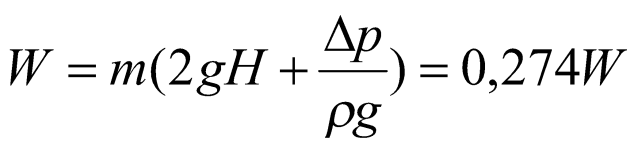 W = m(2gH + Δp/ρg) = 0,274W